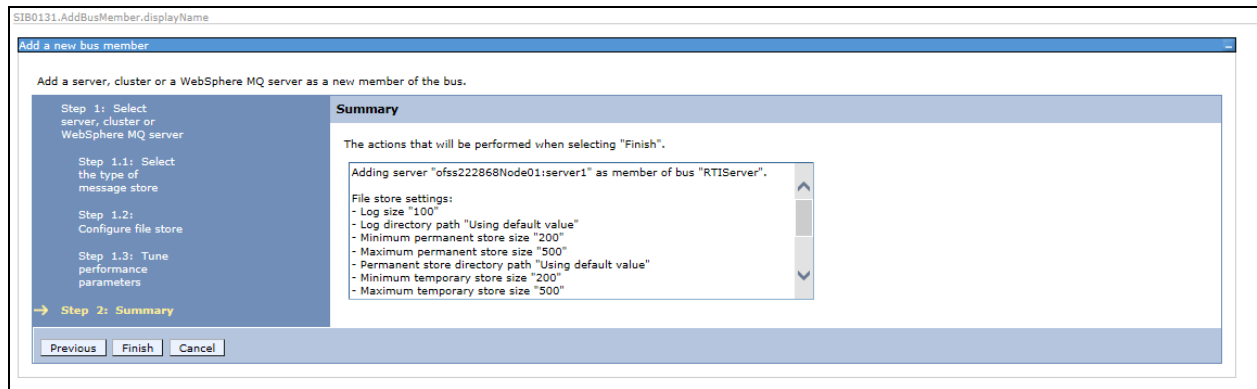 SIB0131.AddBusMember.displayName
Add a new bus member
Add a server, cluster or a WebSphere MQ server as a new member of the bus.
Step 1: Select
server, cluster or
WebSphere MQ server
Step 1.1: Select
the type of
message store
Step 1.2:
Configure file store
Step 1.3: Tune
performance
parameters
Step 2: Summary
Summary
The actions that will be performed when selecting "Finish".
Adding server "ofss222868Node01:server1" as member of bus "RTIServer".
File store settings:
- Log size "100"
- Log directory path "Using default value"
- Minimum permanent store size "200"
- Maximum permanent store size "500"
- Permanent store directory path "Using default value"
- Minimum temporary store size "200"
- Maximum temporary store size "500"
Previous Finish Cancel